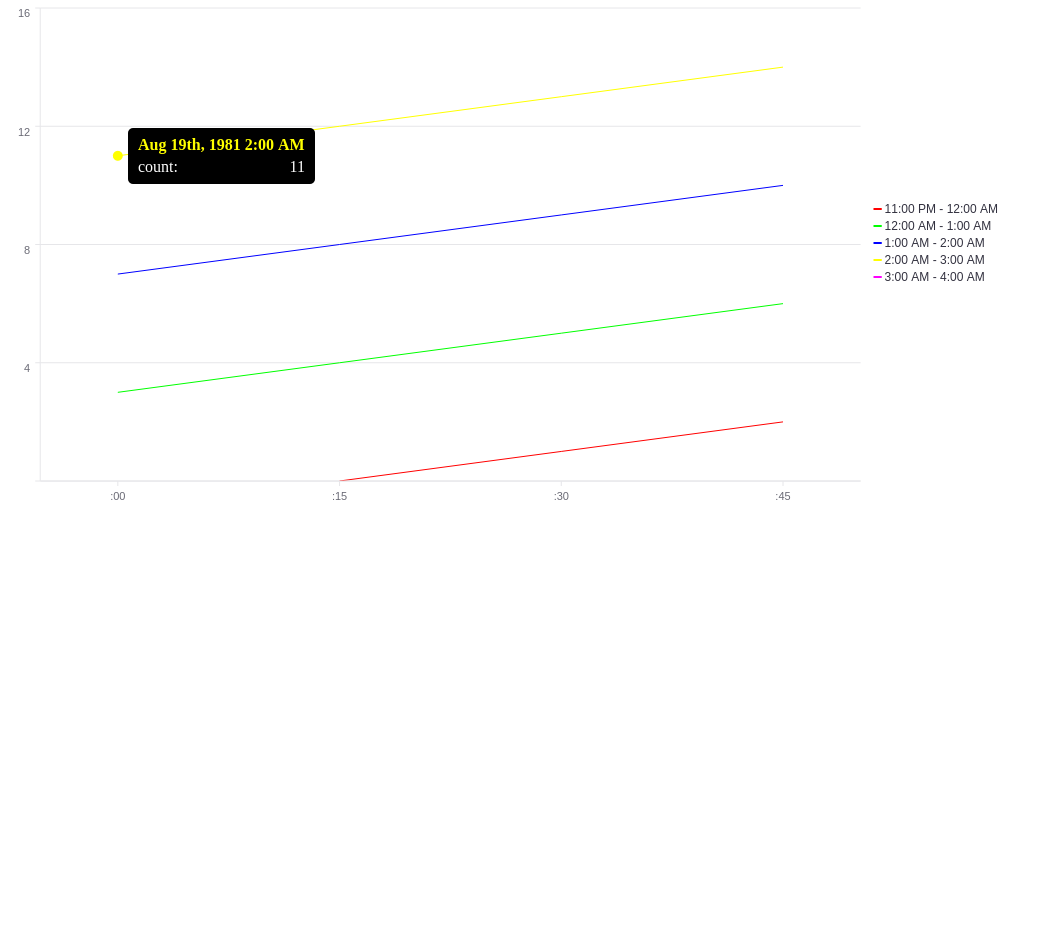 16
12
Aug 19th, 1981 2:00 AM
count: 11
8
4
:00 :15 :30 :45
11:00 PM - 12:00 AM
12:00 AM - 1:00 AM
1:00 AM - 2:00 AM
2:00 AM - 3:00 AM
3:00 AM - 4:00 AM